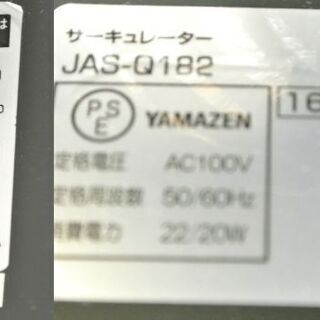 は
サーキュレーター
JAS-Q182
PSE YAMAZEN
16
定格電圧 AC100V
定格周波数 50/60Hz
消費電力 22/20W